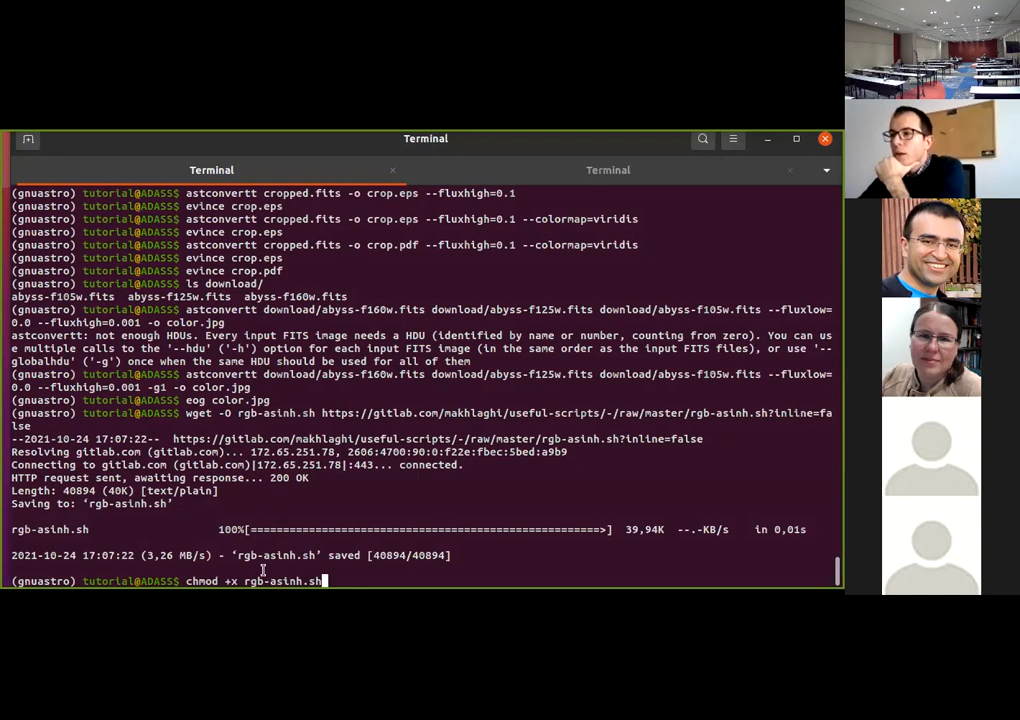 Terminal
Terminal
Terminal
(gnuastro) tutorial@ADASS$ astconvertt cropped.fits -o crop.eps --fluxhigh=0.1
(gnuastro) tutorial@ADASS$ evince crop.eps
(gnuastro) tutorial@ADASS$ astconvertt cropped.fits -o crop.eps --fluxhigh=0.1 --colormap=viridis
(gnuastro) tutorial@ADASS$ evince crop.eps
(gnuastro) tutorial@ADASS$ astconvertt cropped.fits -o crop.pdf --fluxhigh=0.1 --colormap=viridis
(gnuastro) tutorial@ADASS$ evince crop.eps
(gnuastro) tutorial@ADASS$ evince crop.pdf
(gnuastro) tutorial@ADASS$ ls download/
abyss-f105w.fits  abyss-f125w.fits  abyss-f160w.fits
(gnuastro) tutorial@ADASS$ astconvertt download/abyss-f160w.fits download/abyss-f125w.fits download/abyss-f105w.fits --fluxlow=
0.0 --fluxhigh=0.001 -o color.jpg
astconvertt: not enough HDUs. Every input FITS image needs a HDU (identified by name or number, counting from zero). You can us
e multiple calls to the '--hdu' ('-h') option for each input FITS image (in the same order as the input FITS files), or use '--
globalhdu' ('-g') once when the same HDU should be used for all of them
(gnuastro) tutorial@ADASS$ astconvertt download/abyss-f160w.fits download/abyss-f125w.fits download/abyss-f105w.fits --fluxlow=
0.0 --fluxhigh=0.001 -g1 -o color.jpg
(gnuastro) tutorial@ADASS$ eog color.jpg
(gnuastro) tutorial@ADASS$ wget -O rgb-asinh.sh https://gitlab.com/makhlaghi/useful-scripts/-/raw/master/rgb-asinh.sh?inline=fa
lse
--2021-10-24 17:07:22--  https://gitlab.com/makhlaghi/useful-scripts/-/raw/master/rgb-asinh.sh?inline=false
Resolving gitlab.com (gitlab.com)... 172.65.251.78, 2606:4700:90:0:f22e:fbec:5bed:a9b9
Connecting to gitlab.com (gitlab.com)|172.65.251.78|:443... connected.
HTTP request sent, awaiting response... 200 OK
Length: 40894 (40K) [text/plain]
Saving to: ‘rgb-asinh.sh’
rgb-asinh.sh 100%[======================================================>] 39,94K --.-KB/s in 0,01s
2021-10-24 17:07:22 (3,26 MB/s) - ‘rgb-asinh.sh’ saved [40894/40894]
(gnuastro) tutorial@ADASS$ chmod +x rgb-asinh.sh